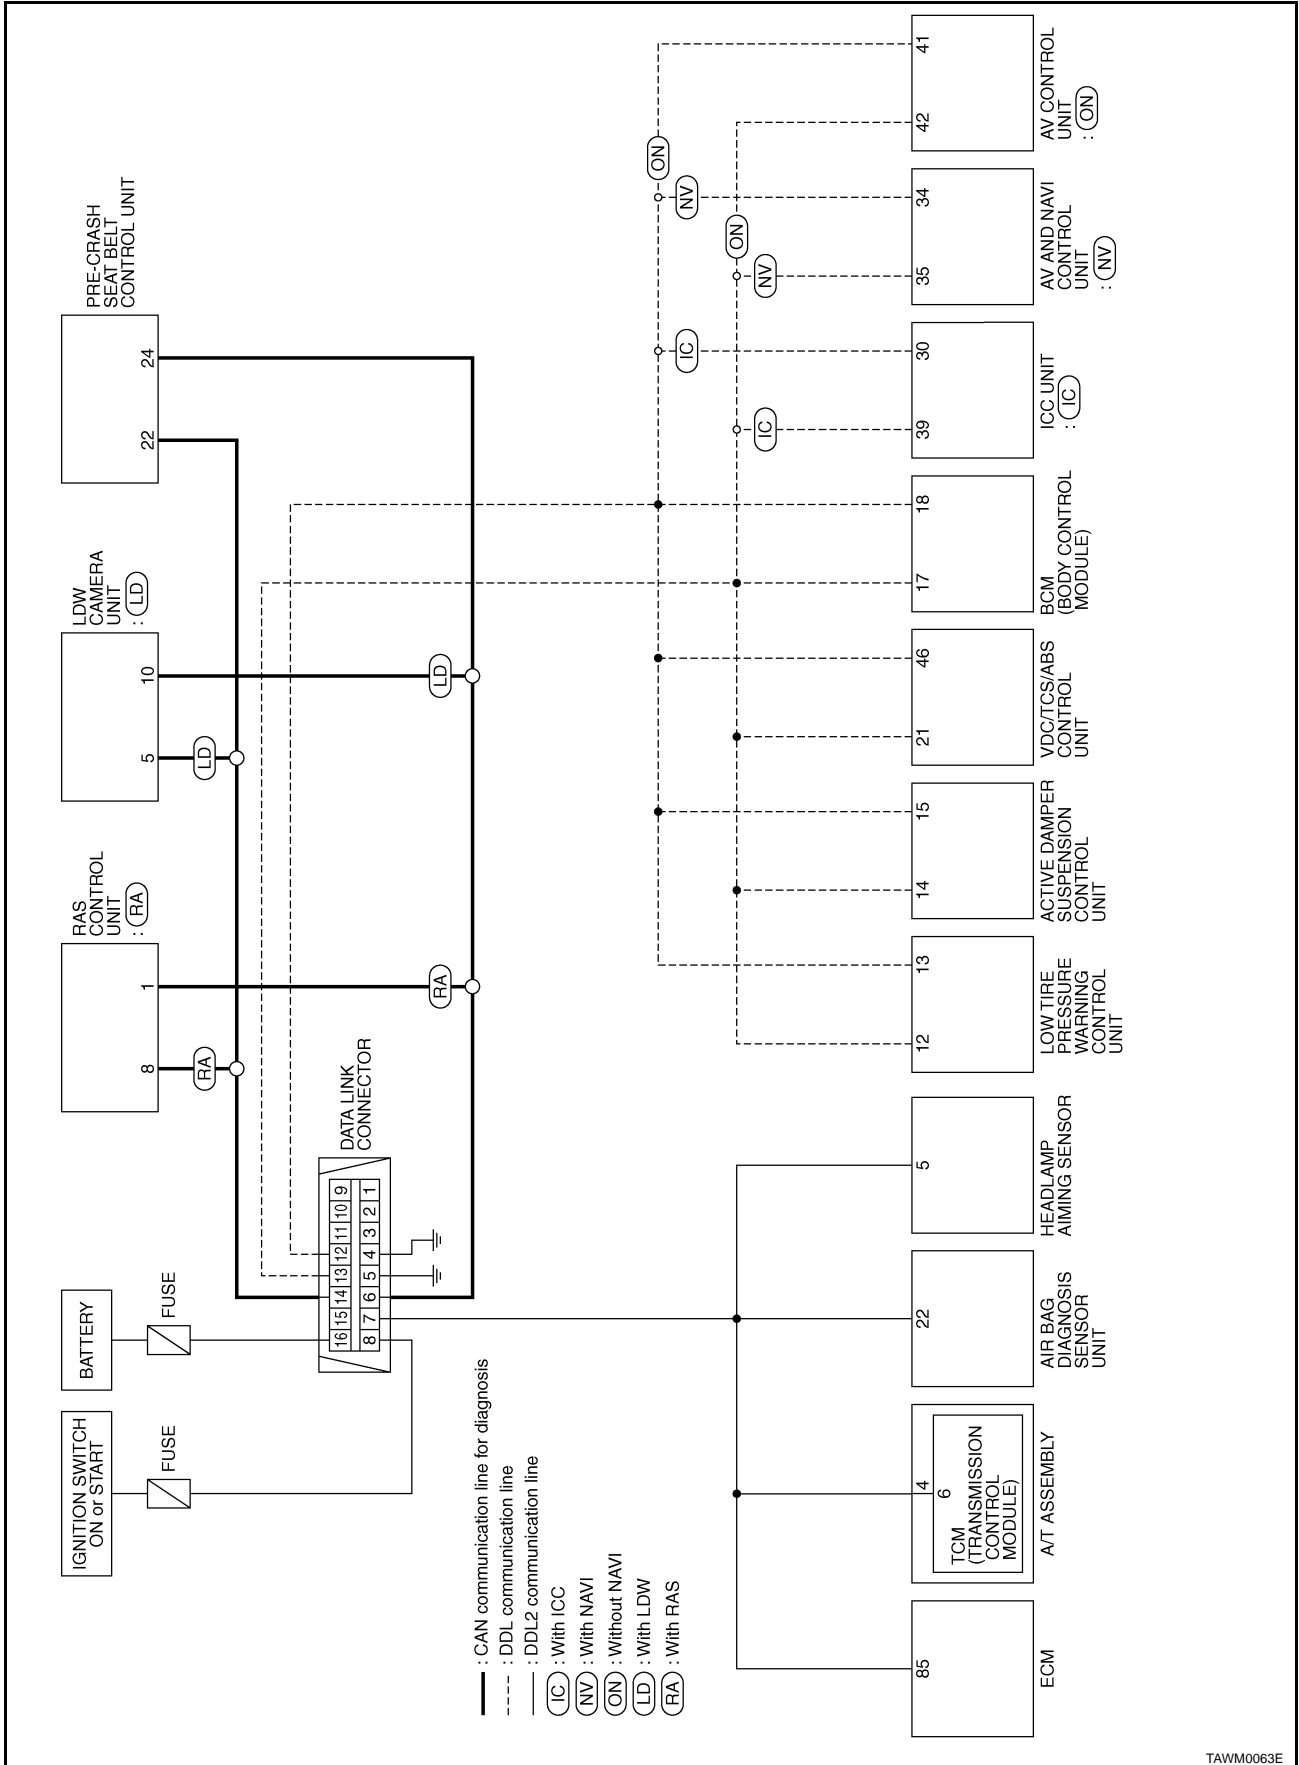 IGNITION SWITCH
ON or START
BATTERY
FUSE
FUSE
RAS
CONTROL
UNIT
: RA
8
1
RA
RA
LDW
CAMERA
UNIT
: LD
5
10
LD
LD
PRE-CRASH
SEAT BELT
CONTROL UNIT
22
24
DATA LINK
CONNECTOR
16 15 14 13 12 11 10 9
8 7 6 5 4 3 2 1
: CAN communication line for diagnosis
: DDL communication line
: DDL2 communication line
IC : With ICC
NV : With NAVI
ON : Without NAVI
LD : With LDW
RA : With RAS
IC
IC
NV
NV
ON
ON
85
ECM
4
6
TCM
(TRANSMISSION
CONTROL
MODULE)
A/T ASSEMBLY
22
AIR BAG
DIAGNOSIS
SENSOR
UNIT
5
HEADLAMP
AIMING SENSOR
12
13
LOW TIRE
PRESSURE
WARNING
CONTROL
UNIT
14
15
ACTIVE DAMPER
SUSPENSION
CONTROL
UNIT
21
46
VDC/TCS/ABS
CONTROL
UNIT
17
18
BCM
(BODY CONTROL
MODULE)
39
30
ICC UNIT
: IC
35
34
AV AND NAVI
CONTROL
UNIT
: NV
42
41
AV CONTROL
UNIT
: ON
TAWM0063E